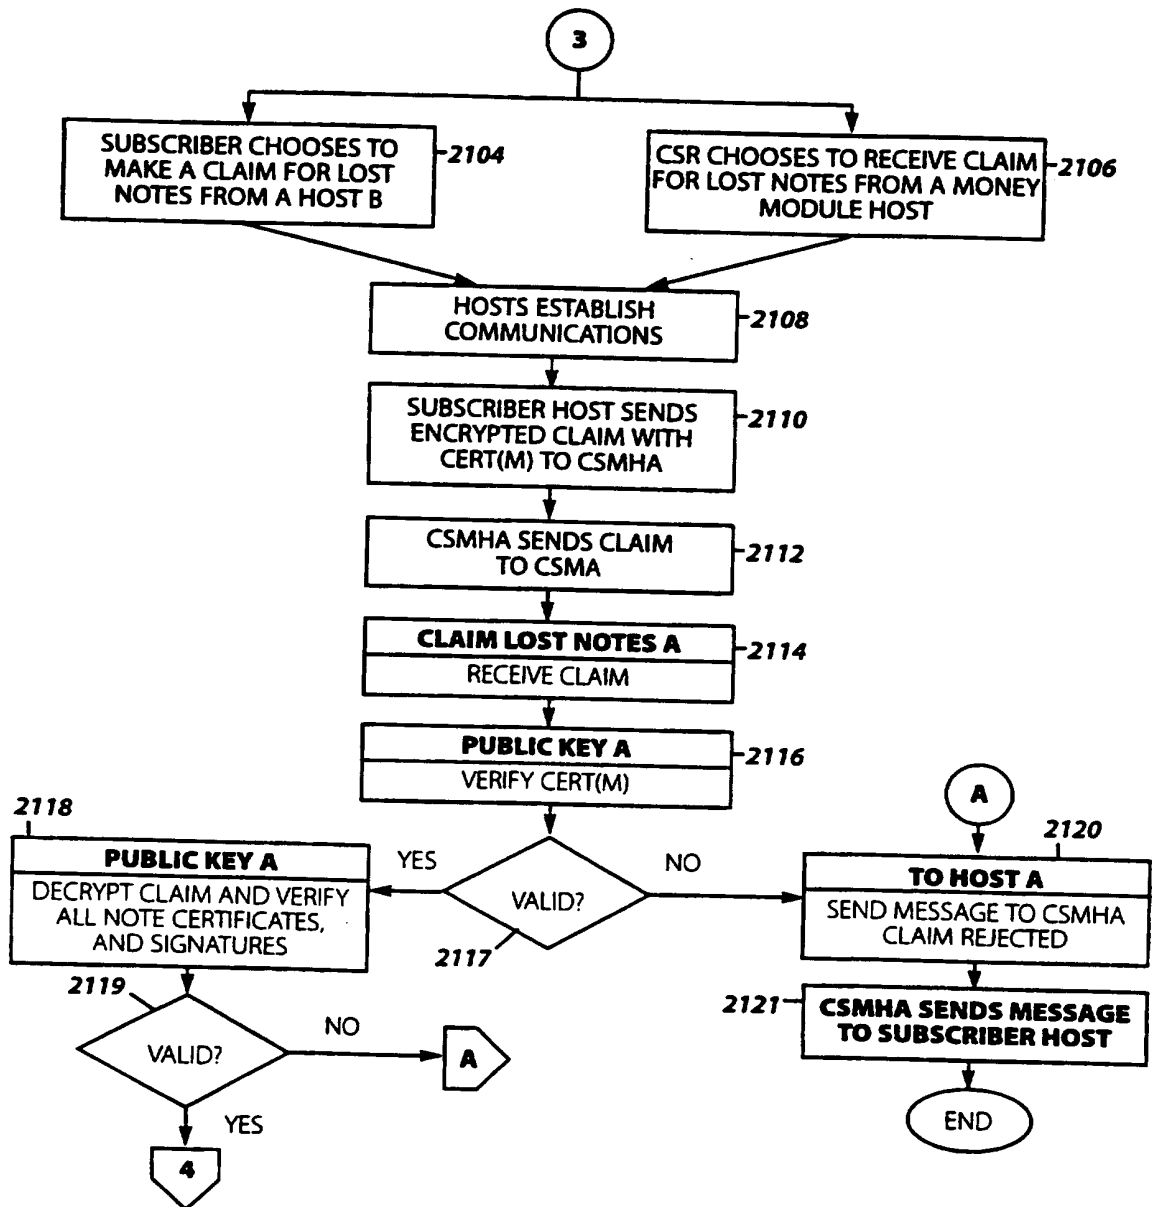 3
SUBSCRIBER CHOOSES TO
MAKE A CLAIM FOR LOST
NOTES FROM A HOST B
2104
CSR CHOOSES TO RECEIVE CLAIM
FOR LOST NOTES FROM A MONEY
MODULE HOST
2106
HOSTS ESTABLISH
COMMUNICATIONS
2108
SUBSCRIBER HOST SENDS
ENCRYPTED CLAIM WITH
CERT(M) TO CSMHA
2110
CSMHA SENDS CLAIM
TO CSMA
2112
CLAIM LOST NOTES A
RECEIVE CLAIM
2114
PUBLIC KEY A
VERIFY CERT(M)
2116
VALID?
2117
YES
NO
2118
PUBLIC KEY A
DECRYPT CLAIM AND VERIFY
ALL NOTE CERTIFICATES,
AND SIGNATURES
2119
VALID?
NO
A
YES
4
A
2120
TO HOST A
SEND MESSAGE TO CSMHA
CLAIM REJECTED
2121
CSMHA SENDS MESSAGE
TO SUBSCRIBER HOST
END